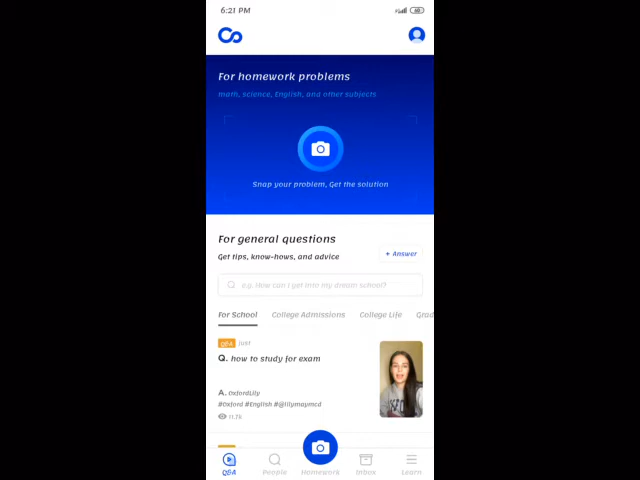 6:21 PM
60
For homework problems
math, science, English, and other subjects
Snap your problem, Get the solution
For general questions
Get tips, know-hows, and advice
+ Answer
e.g. How can I get into my dream school?
For School College Admissions College Life Grad
Q&A Just
Q. how to study for exam
A. OxfordLily
#Oxford #English #@lilymaymcd
11.7k
Q&A People Homework Inbox Learn